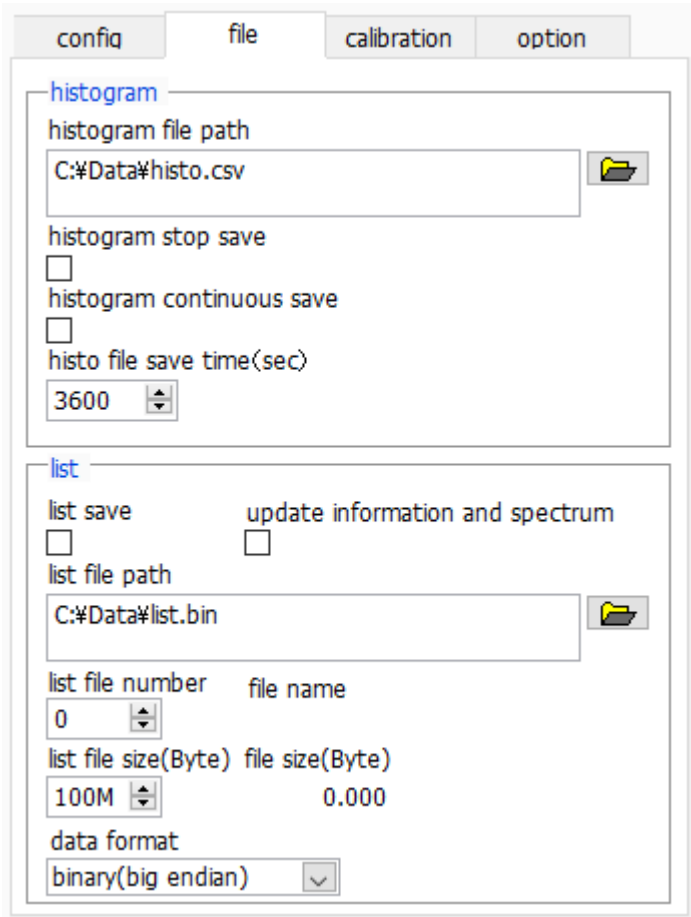 config file calibration option
histogram
histogram file path
C:¥Data¥histo.csv
histogram stop save
histogram continuous save
histo file save time(sec)
3600
list
list save update information and spectrum
list file path
C:¥Data¥list.bin
list file number file name
0
list file size(Byte) file size(Byte)
100M 0.000
data format
binary(big endian)